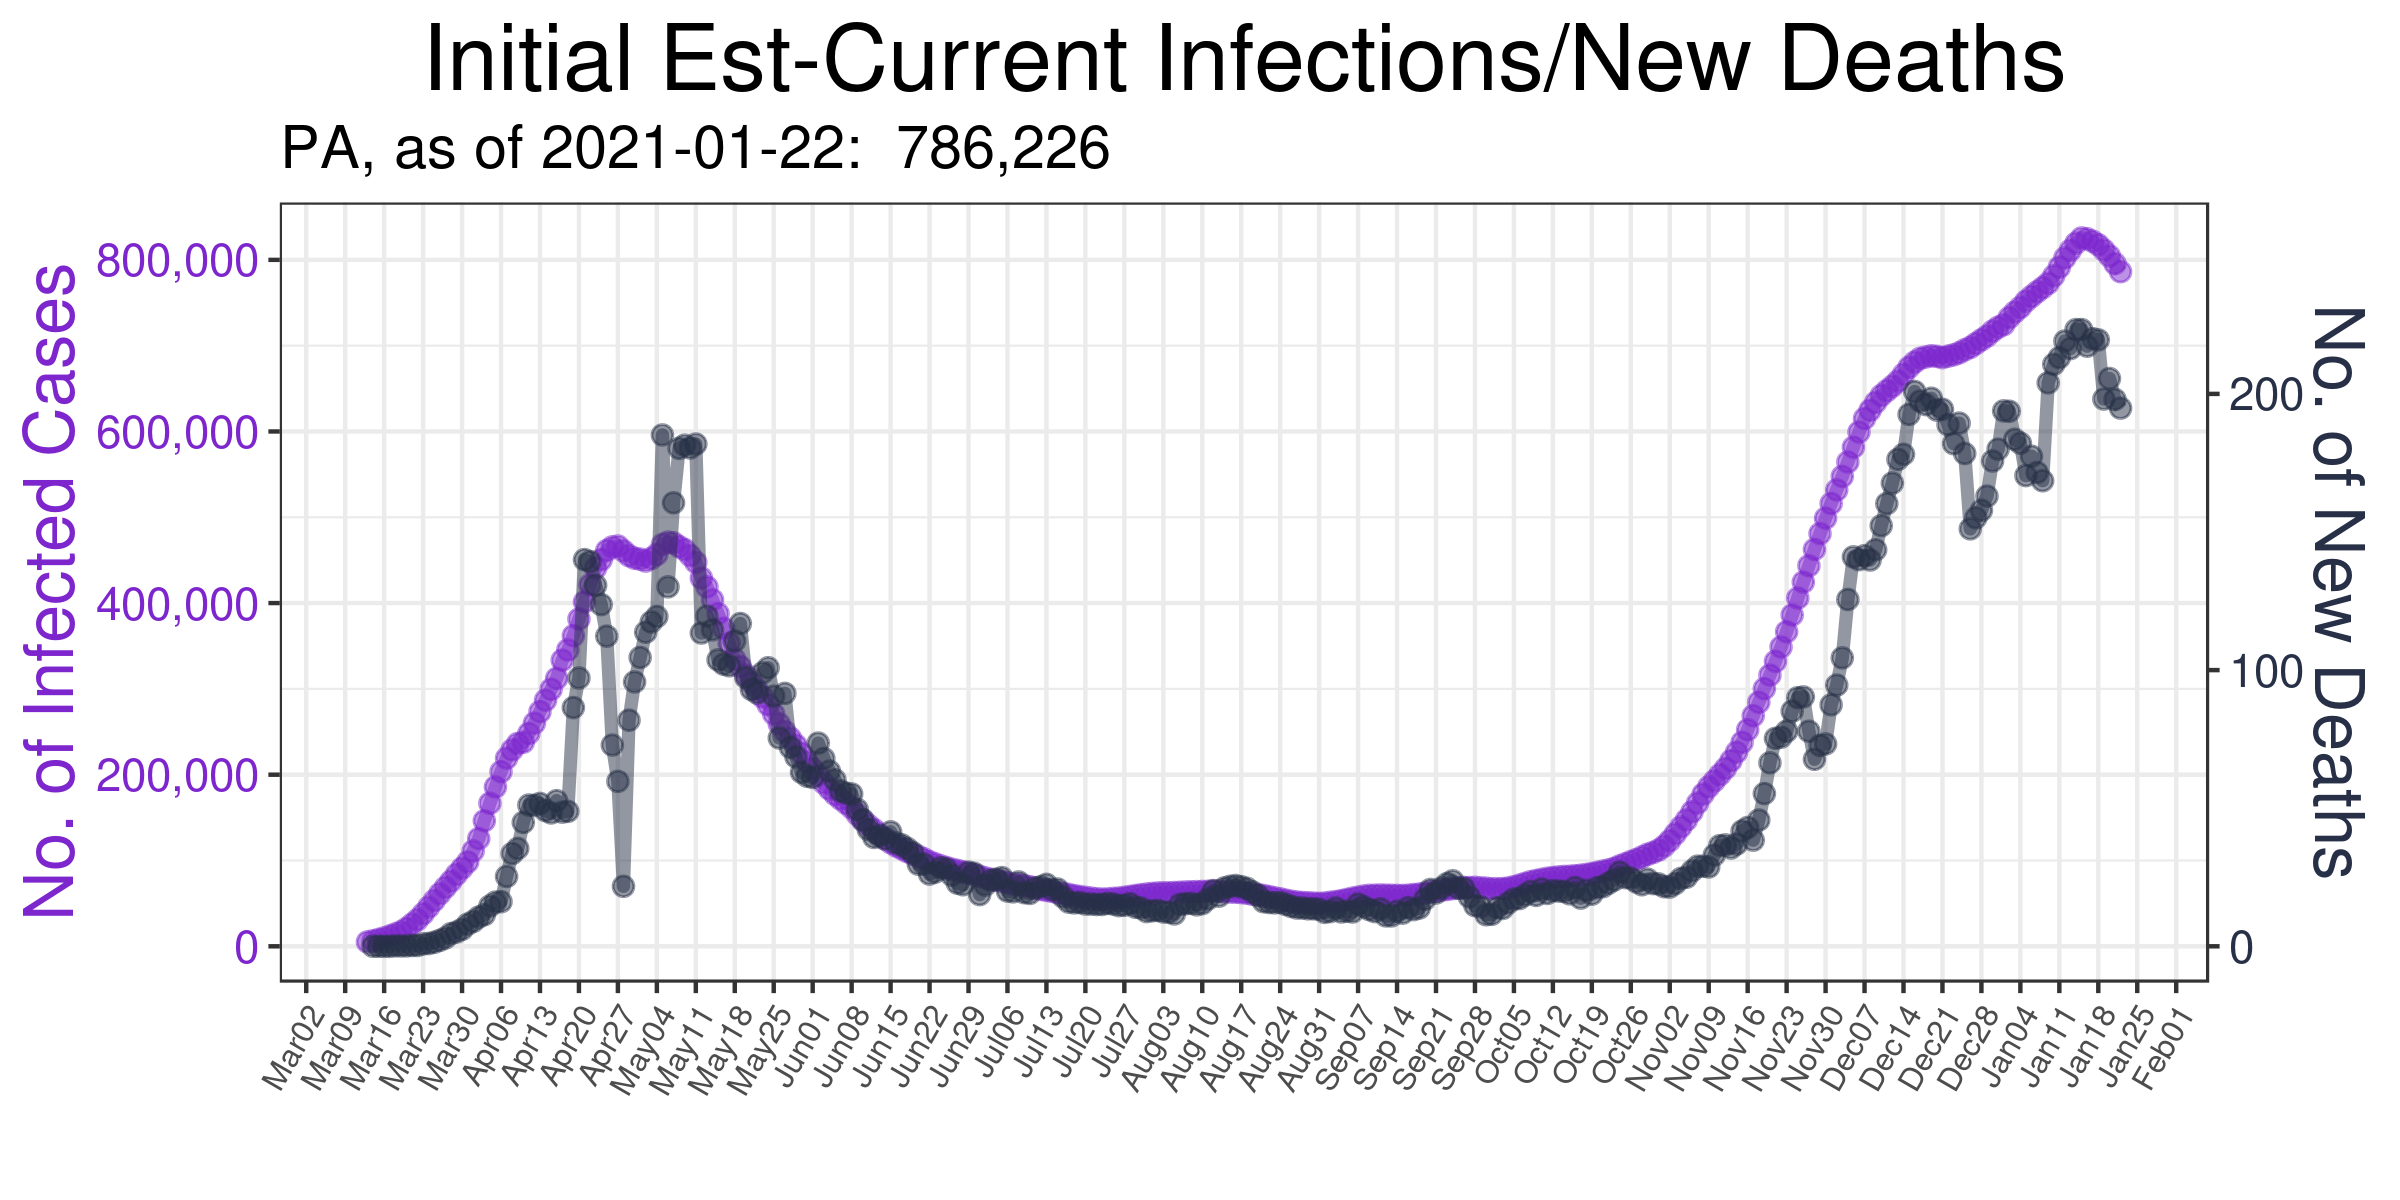 Initial Est-Current Infections/New Deaths
PA, as of 2021-01-22:  786,226
No. of Infected Cases
800,000
600,000
400,000
200,000
0
No. of New Deaths
200
100
0
Mar02
Mar09
Mar16
Mar23
Mar30
Apr06
Apr13
Apr20
Apr27
May04
May11
May18
May25
Jun01
Jun08
Jun15
Jun22
Jun29
Jul06
Jul13
Jul20
Jul27
Aug03
Aug10
Aug17
Aug24
Aug31
Sep07
Sep14
Sep21
Sep28
Oct05
Oct12
Oct19
Oct26
Nov02
Nov09
Nov16
Nov23
Nov30
Dec07
Dec14
Dec21
Dec28
Jan04
Jan11
Jan18
Jan25
Feb01